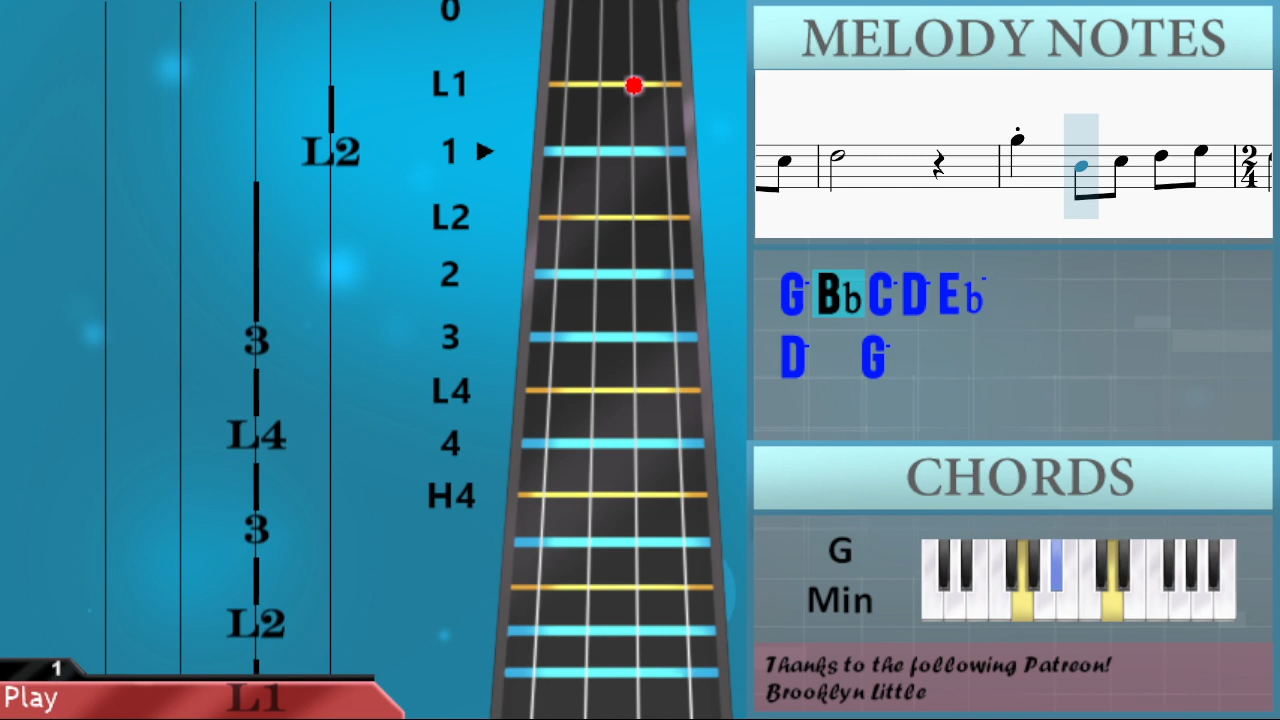 MELODY NOTES
0
L1
1
L2
2
3
L4
4
H4
L2
3
L4
3
L2
L1
1
Play
2
4
G Bb C D Eb
D G
CHORDS
G
Min
Thanks to the following Patreon!
Brooklyn Little